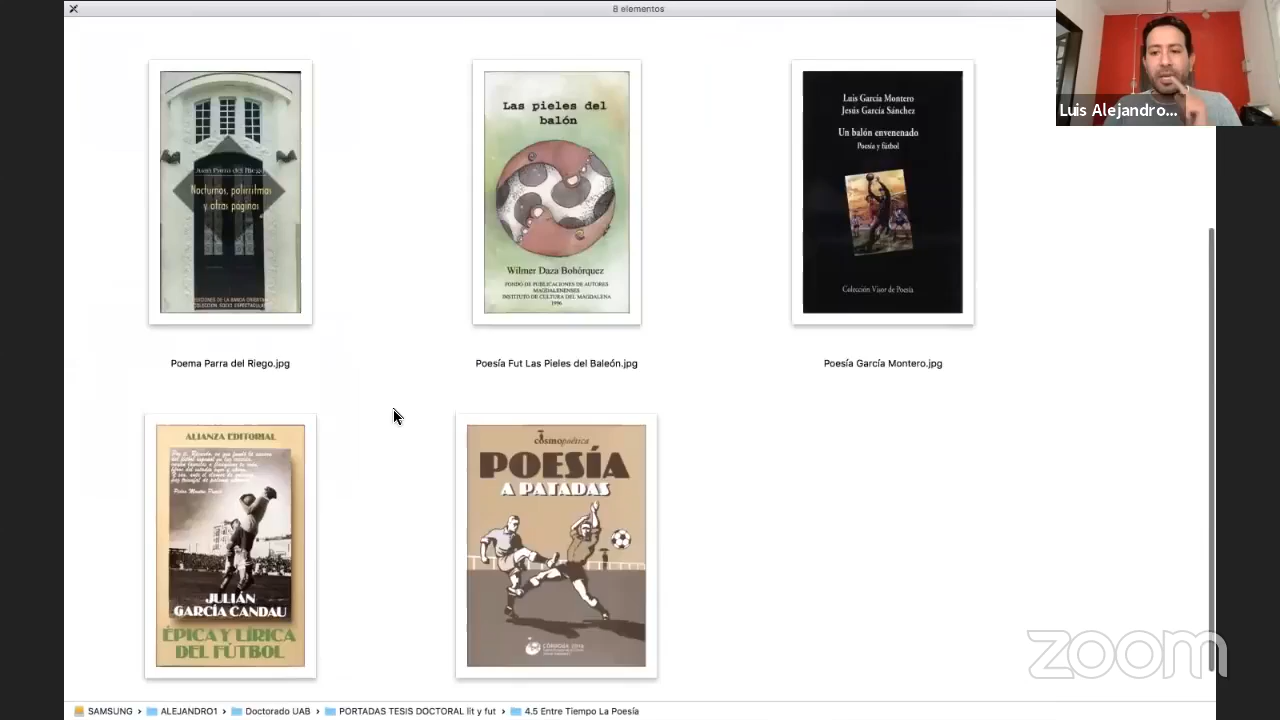 8 elementos
Luis Alejandro...
Juan Parra del Riego
Nocturnos, polirritmos
y otras páginas
Poema Parra del Riego.jpg
Las pieles del
balón
Wilmer Daza Bohórquez
FONDO DE PUBLICACIONES DE AUTORES
MAGDALENENSES
INSTITUTO DE CULTURA DEL MAGDALENA
1996
Poesía Fut Las Pieles del Baleón.jpg
Luis García Montero
Jesús García Sánchez
Un balón envenenado
Poesía y fútbol
Colección Visor de Poesía
Poesía García Montero.jpg
ALIANZA EDITORIAL
JULIÁN
GARCÍA CANDAU
ÉPICA Y LÍRICA
DEL FÚTBOL
cosmopoética
POESÍA
A PATADAS
zoom
SAMSUNG › ALEJANDRO1 › Doctorado UAB › PORTADAS TESIS DOCTORAL lit y fut › 4.5 Entre Tiempo La Poesía